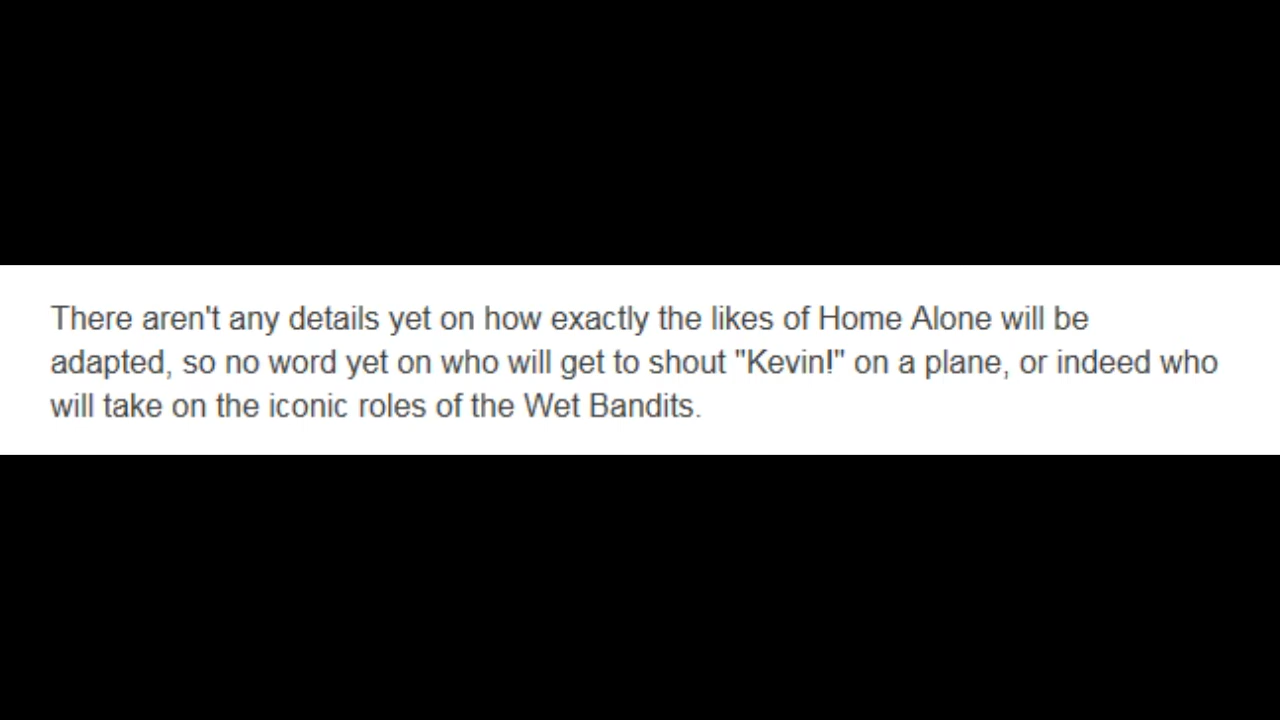 There aren't any details yet on how exactly the likes of Home Alone will be
adapted, so no word yet on who will get to shout "Kevin!" on a plane, or indeed who
will take on the iconic roles of the Wet Bandits.